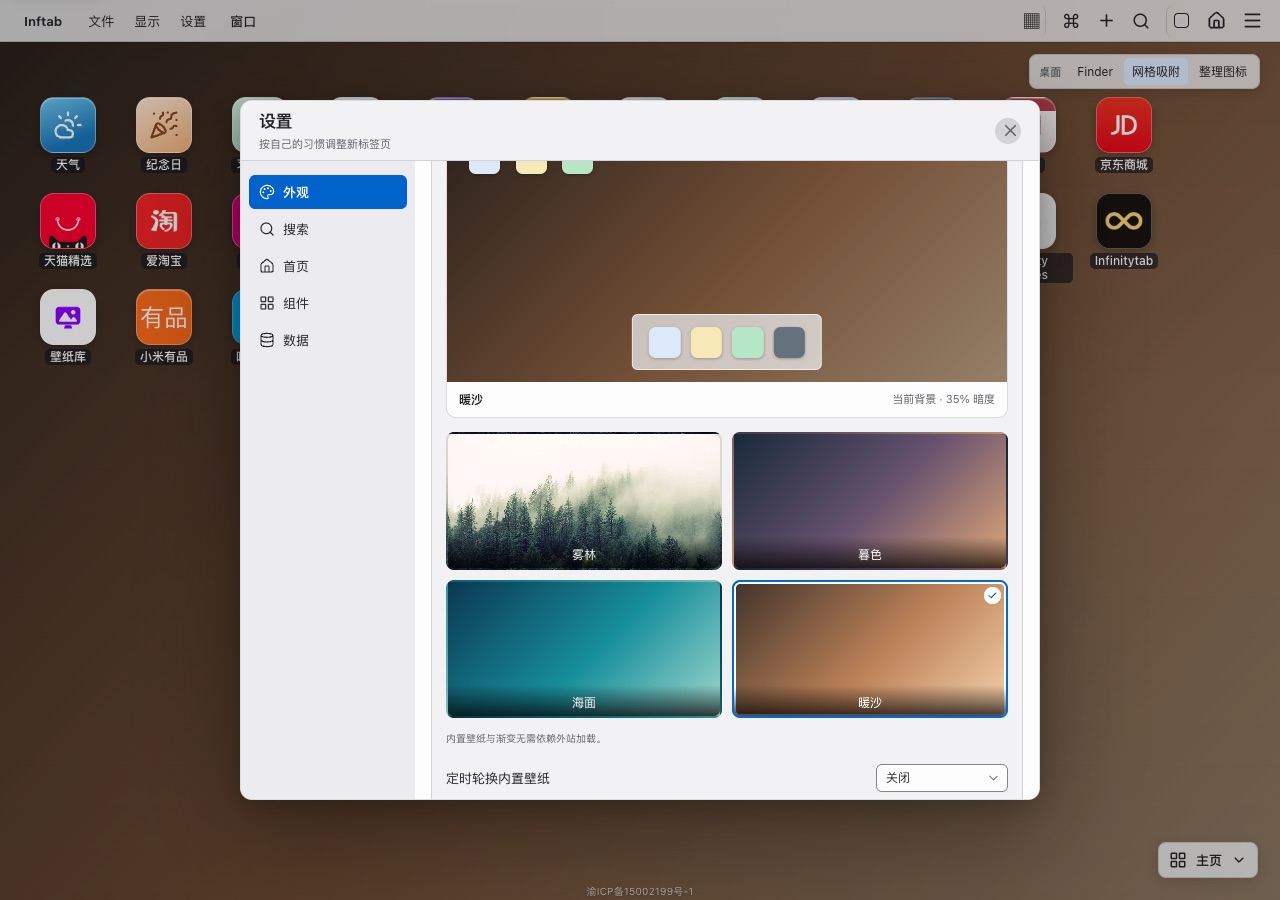 Inftab 文件 显示 设置 窗口
桌面 Finder 网格吸附 整理图标
设置
按自己的习惯调整新标签页
外观
搜索
首页
组件
数据
天气
纪念日
JD
京东商城
天猫精选
淘
爱淘宝
Infinitytab
壁纸库
有品
小米有品
暖沙
当前背景 · 35% 暗度
雾林
暮色
海面
暖沙
内置壁纸与渐变无需依赖外站加载。
定时轮换内置壁纸
关闭
主页
渝ICP备15002199号-1